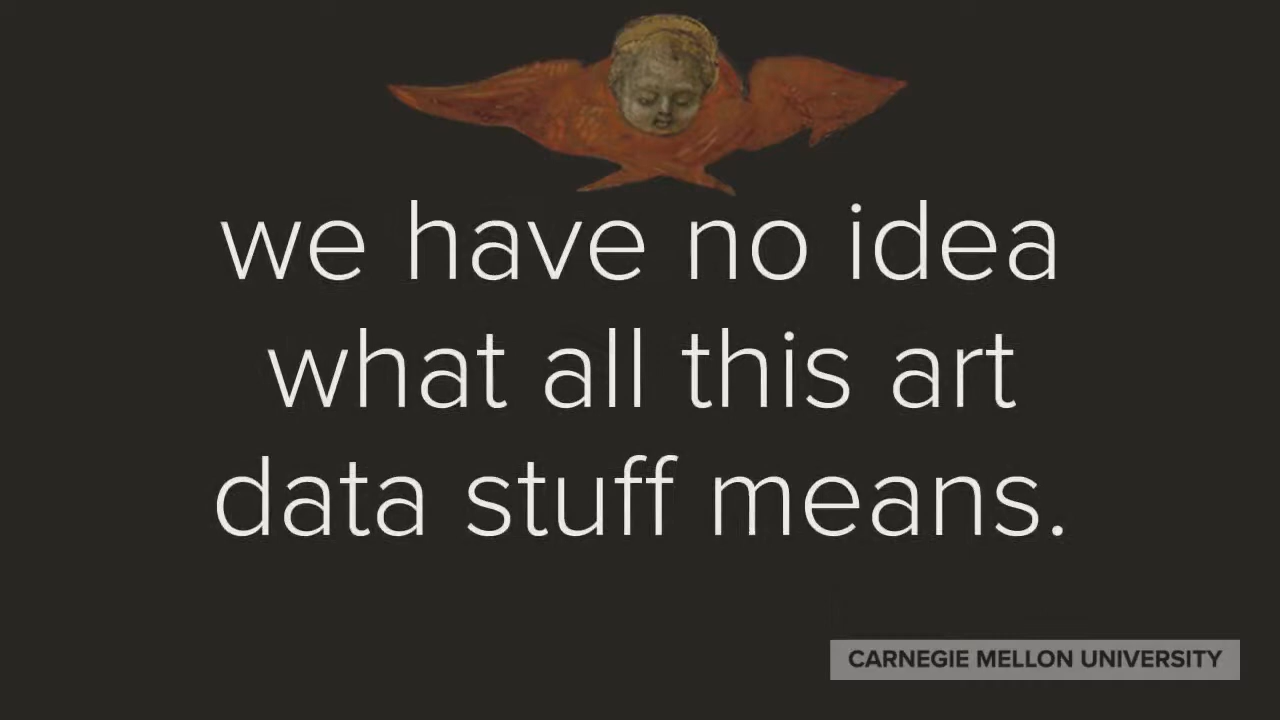 we have no idea
what all this art
data stuff means.
CARNEGIE MELLON UNIVERSITY